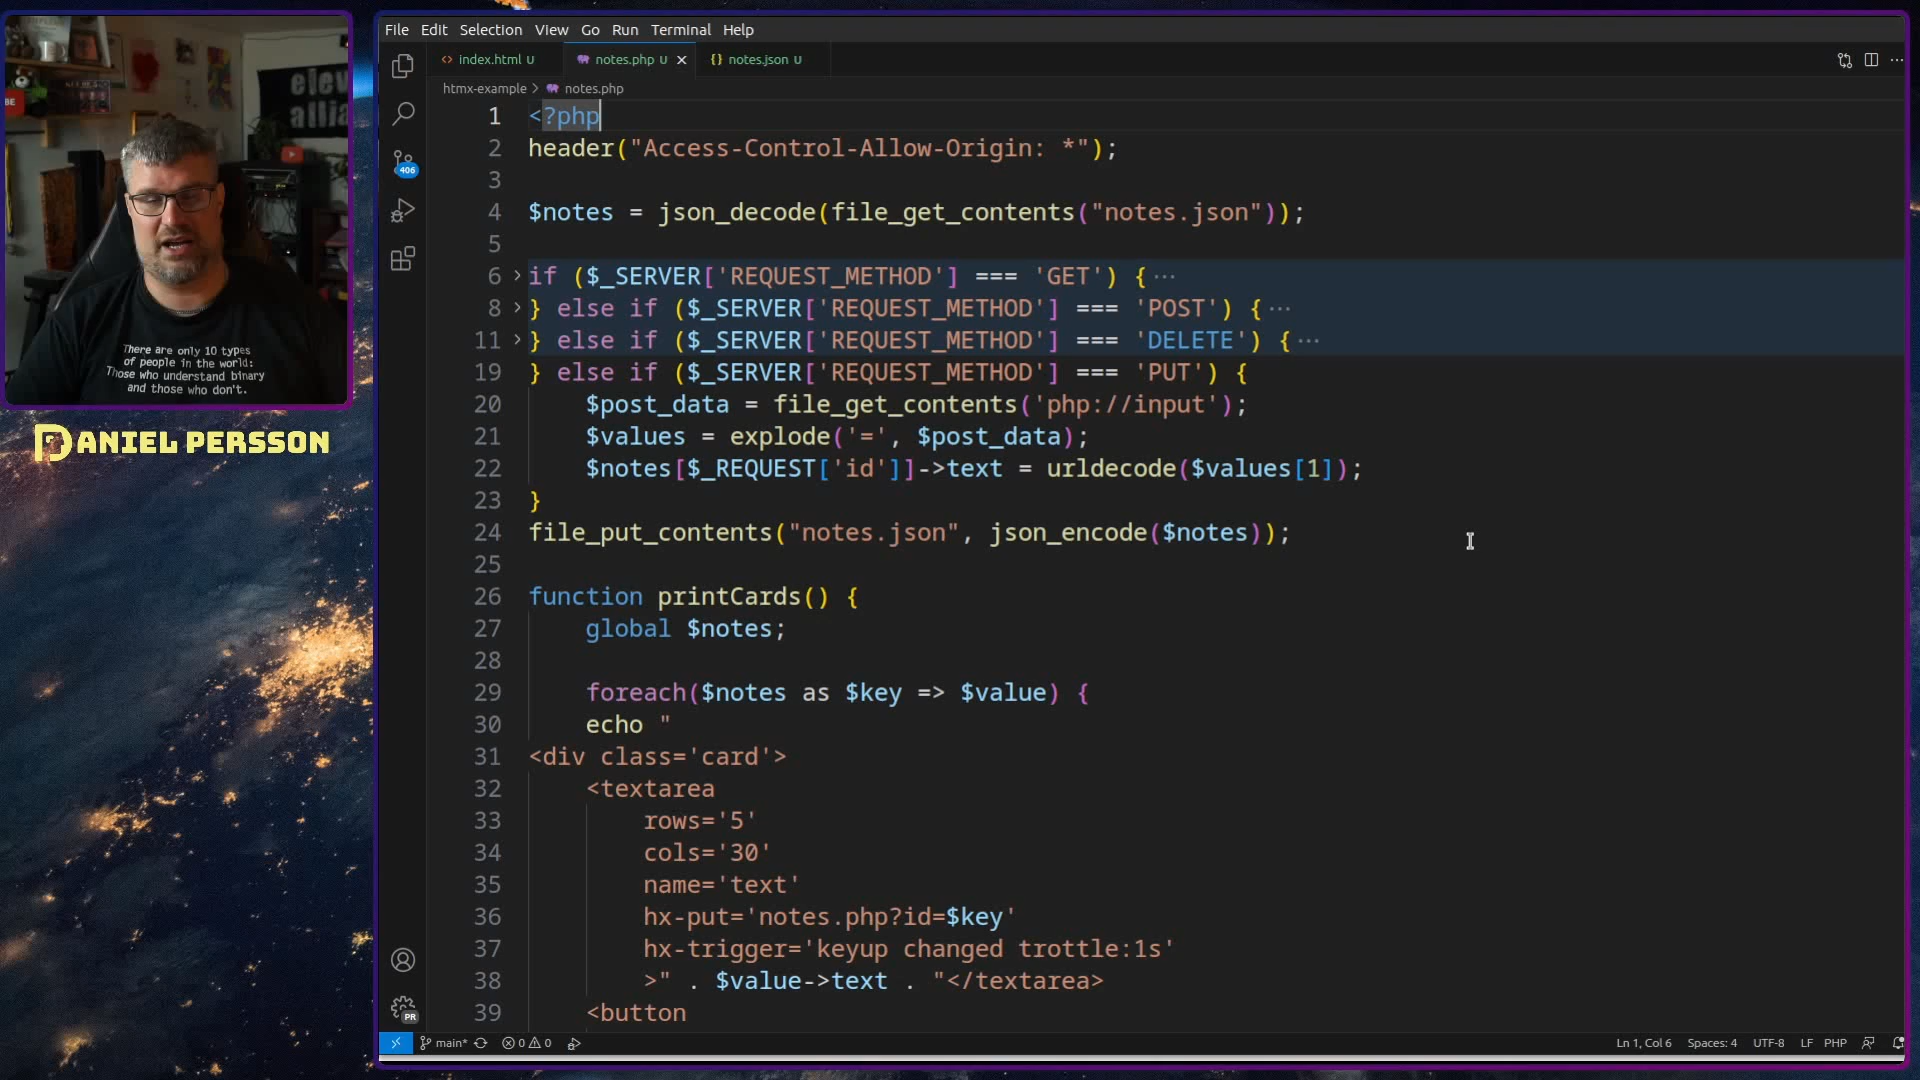 File Edit Selection View Go Run Terminal Help
<> index.html U notes.php U {} notes.json U
htmx-example > notes.php
1 <?php
2 header("Access-Control-Allow-Origin: *");
3
4 $notes = json_decode(file_get_contents("notes.json"));
5
6 if ($_SERVER['REQUEST_METHOD'] === 'GET') {···
8 } else if ($_SERVER['REQUEST_METHOD'] === 'POST') {···
11 } else if ($_SERVER['REQUEST_METHOD'] === 'DELETE') {···
19 } else if ($_SERVER['REQUEST_METHOD'] === 'PUT') {
20 $post_data = file_get_contents('php://input');
21 $values = explode('=', $post_data);
22 $notes[$_REQUEST['id']]->text = urldecode($values[1]);
23 }
24 file_put_contents("notes.json", json_encode($notes));
25
26 function printCards() {
27 global $notes;
28
29 foreach($notes as $key => $value) {
30 echo "
31 <div class='card'>
32 <textarea
33 rows='5'
34 cols='30'
35 name='text'
36 hx-put='notes.php?id=$key'
37 hx-trigger='keyup changed trottle:1s'
38 >" . $value->text . "</textarea>
39 <button
406
PR
main* 0 0
Ln 1, Col 6 Spaces: 4 UTF-8 LF PHP
There are only 10 types
of people in the world:
Those who understand binary
and those who don't.
DANIEL PERSSON